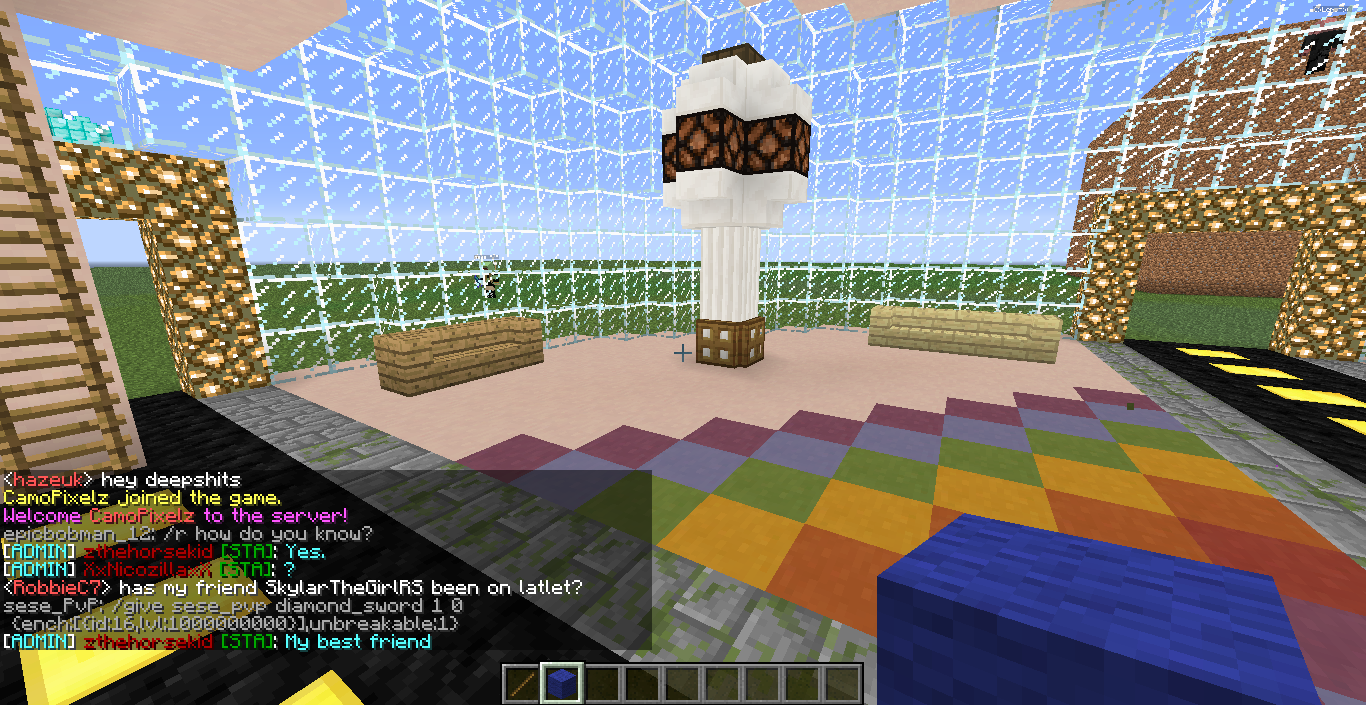 <hazeuk> hey deepshits
CamoPixelz joined the game.
Welcome CamoPixelz to the server!
epicbobman_12: /r how do you know?
[ADMIN] zthehorsekid [STA]: Yes.
[ADMIN] XxNicozillaxX [STA]: ?
<RobbieC7> has my friend SkylarTheGirlRS been on latlet?
sese_PvP: /give sese_pvp diamond_sword 1 0
{ench:[{id:16,lvl:1000000000}],unbreakable:1}
[ADMIN] zthehorsekid [STA]: My best friend